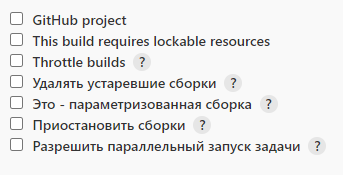 GitHub project
This build requires lockable resources
Throttle builds ?
Удалять устаревшие сборки ?
Это - параметризованная сборка ?
Приостановить сборки ?
Разрешить параллельный запуск задачи ?